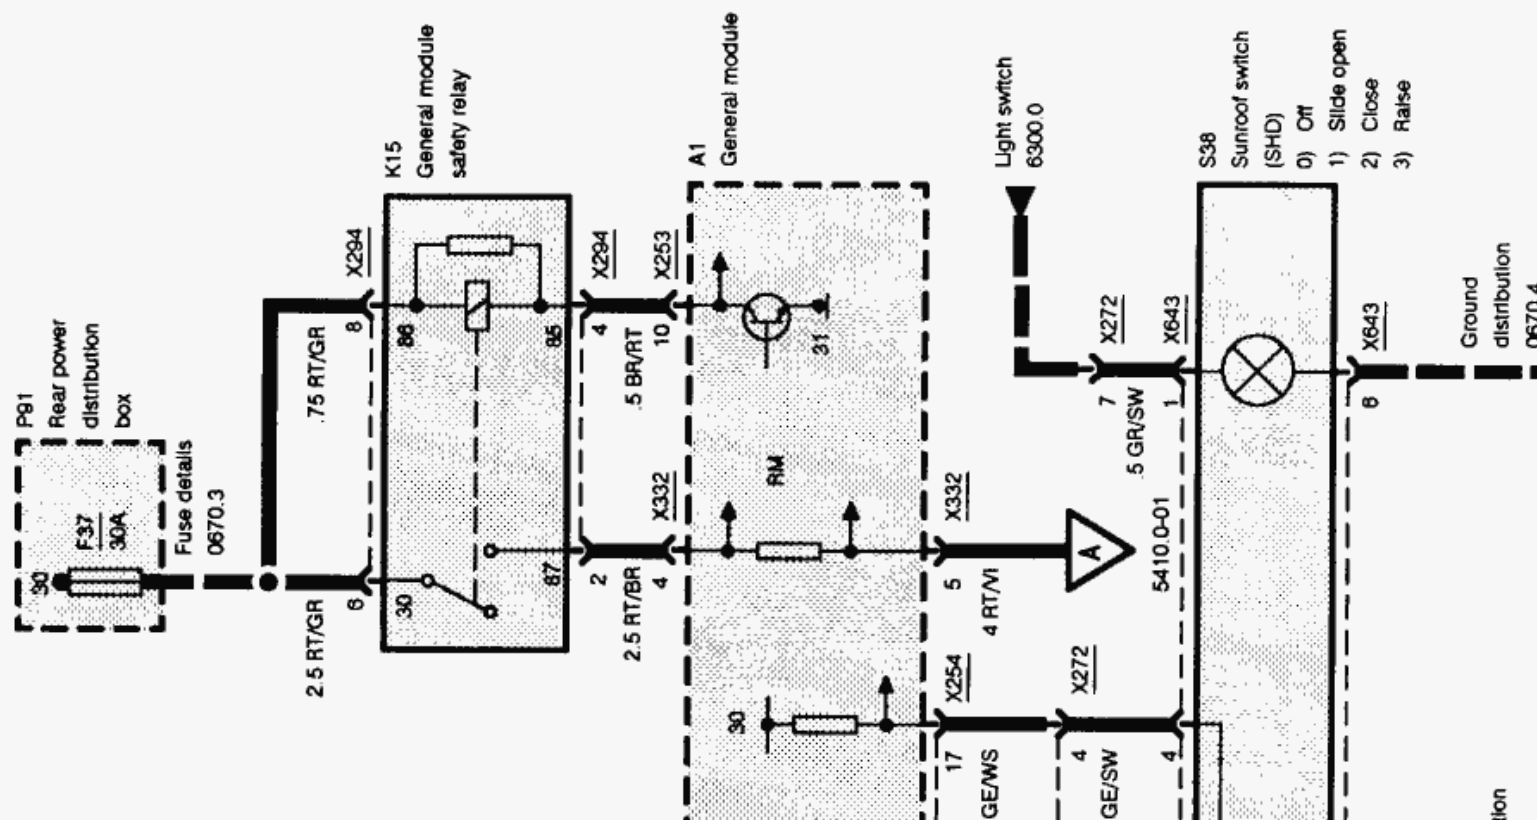 P91
Rear power
distribution
box
F37
30A
30
Fuse details
0670.3
2.5 RT/GR
6
.75 RT/GR
8
X294
K15
General module
safety relay
86
85
30
87
X294
4
2
.5 BR/RT
10
X253
2.5 RT/BR
4
X332
A1
General module
31
RM
30
X332
5
4 RT/VI
A
5410.0-01
X254
17
GE/WS
X272
4
GE/SW
4
Light switch
6300.0
X272
7
.5 GR/SW
X643
1
S38
Sunroof switch
(SHD)
0) Off
1) Slide open
2) Close
3) Raise
X643
6
Ground
distribution
0670.4
tion